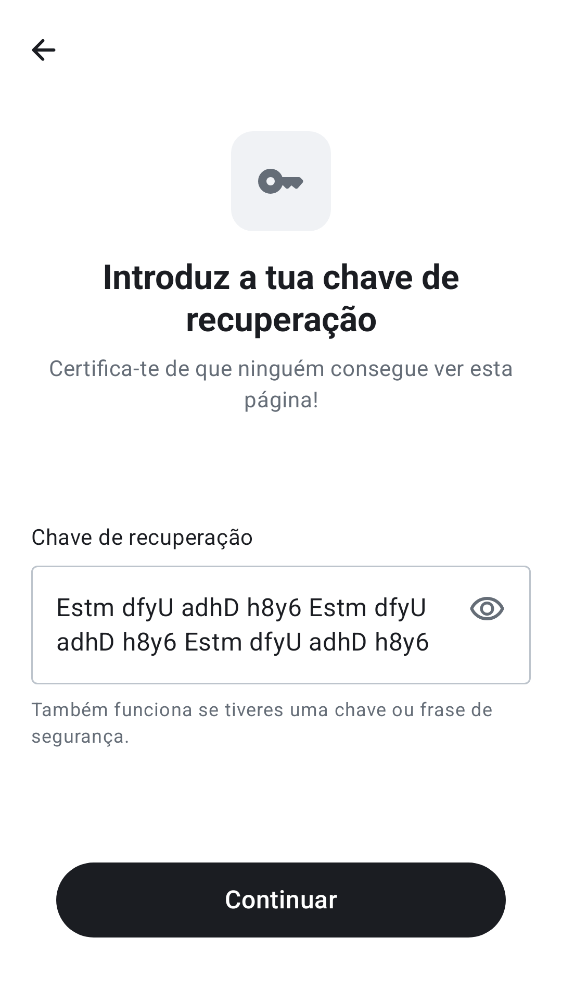 Introduz a tua chave de
recuperação
Certifica-te de que ninguém consegue ver esta
página!
Chave de recuperação
Estm dfyU adhD h8y6 Estm dfyU
adhD h8y6 Estm dfyU adhD h8y6
Também funciona se tiveres uma chave ou frase de
segurança.
Continuar